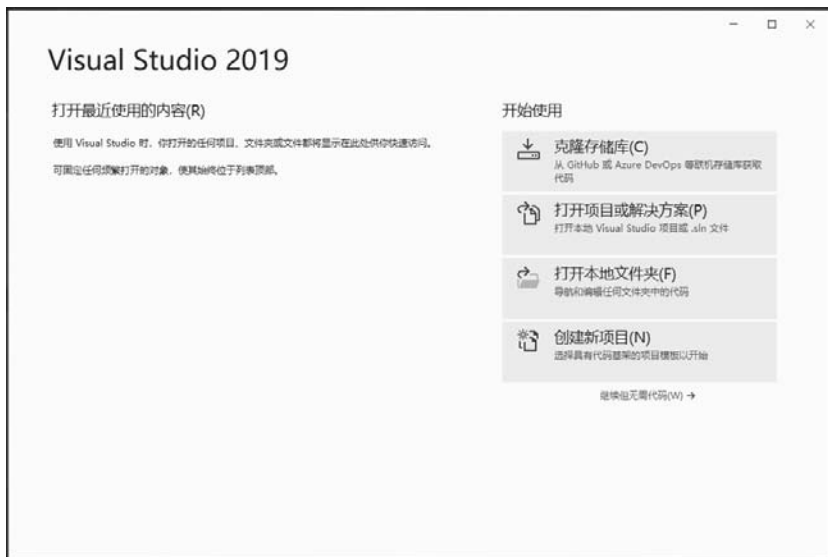 Visual Studio 2019
打开最近使用的内容(R)
使用 Visual Studio 时，你打开的任何项目、文件夹或文件都将显示在此处供你快速访问。
可固定任何频繁打开的对象，使其始终位于列表顶部。
开始使用
克隆存储库(C)
从 GitHub 或 Azure DevOps 等联机存储库获取
代码
打开项目或解决方案(P)
打开本地 Visual Studio 项目或 .sln 文件
打开本地文件夹(F)
导航和编辑任何文件夹中的代码
创建新项目(N)
选择具有代码基架的项目模板以开始
继续但无需代码(W) →